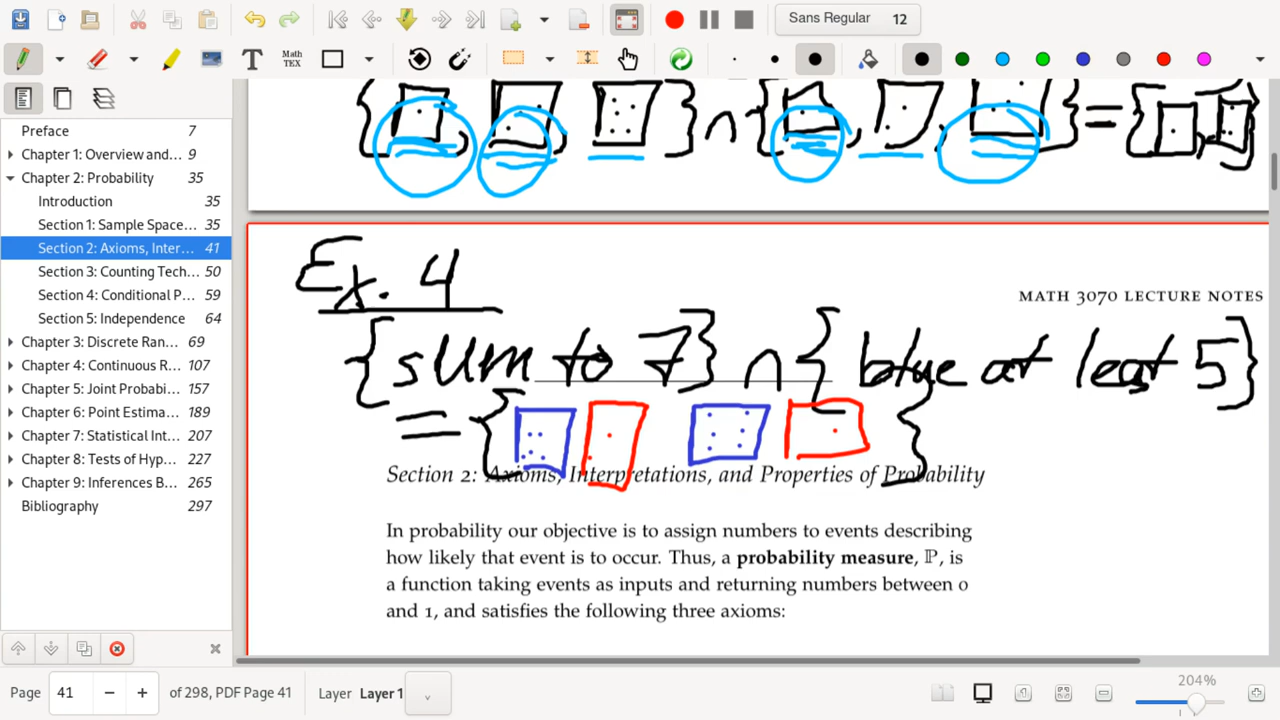 Sans Regular 12
Math
TEX
Preface 7
Chapter 1: Overview and... 9
Chapter 2: Probability 35
Introduction 35
Section 1: Sample Space... 35
Section 2: Axioms, Inter... 41
Section 3: Counting Tech... 50
Section 4: Conditional P... 59
Section 5: Independence 64
Chapter 3: Discrete Ran... 69
Chapter 4: Continuous R... 107
Chapter 5: Joint Probabi... 157
Chapter 6: Point Estima... 189
Chapter 7: Statistical Int... 207
Chapter 8: Tests of Hyp... 227
Chapter 9: Inferences B... 265
Bibliography 297
{ , } ∩ { , , } = { , }
Ex. 4
MATH 3070 LECTURE NOTES
{sum to 7} ∩ { blue at least 5}
= { }
Section 2: Axioms, Interpretations, and Properties of Probability
In probability our objective is to assign numbers to events describing
how likely that event is to occur. Thus, a probability measure, ℙ, is
a function taking events as inputs and returning numbers between 0
and 1, and satisfies the following three axioms:
Page 41 of 298, PDF Page 41 Layer Layer 1 204%